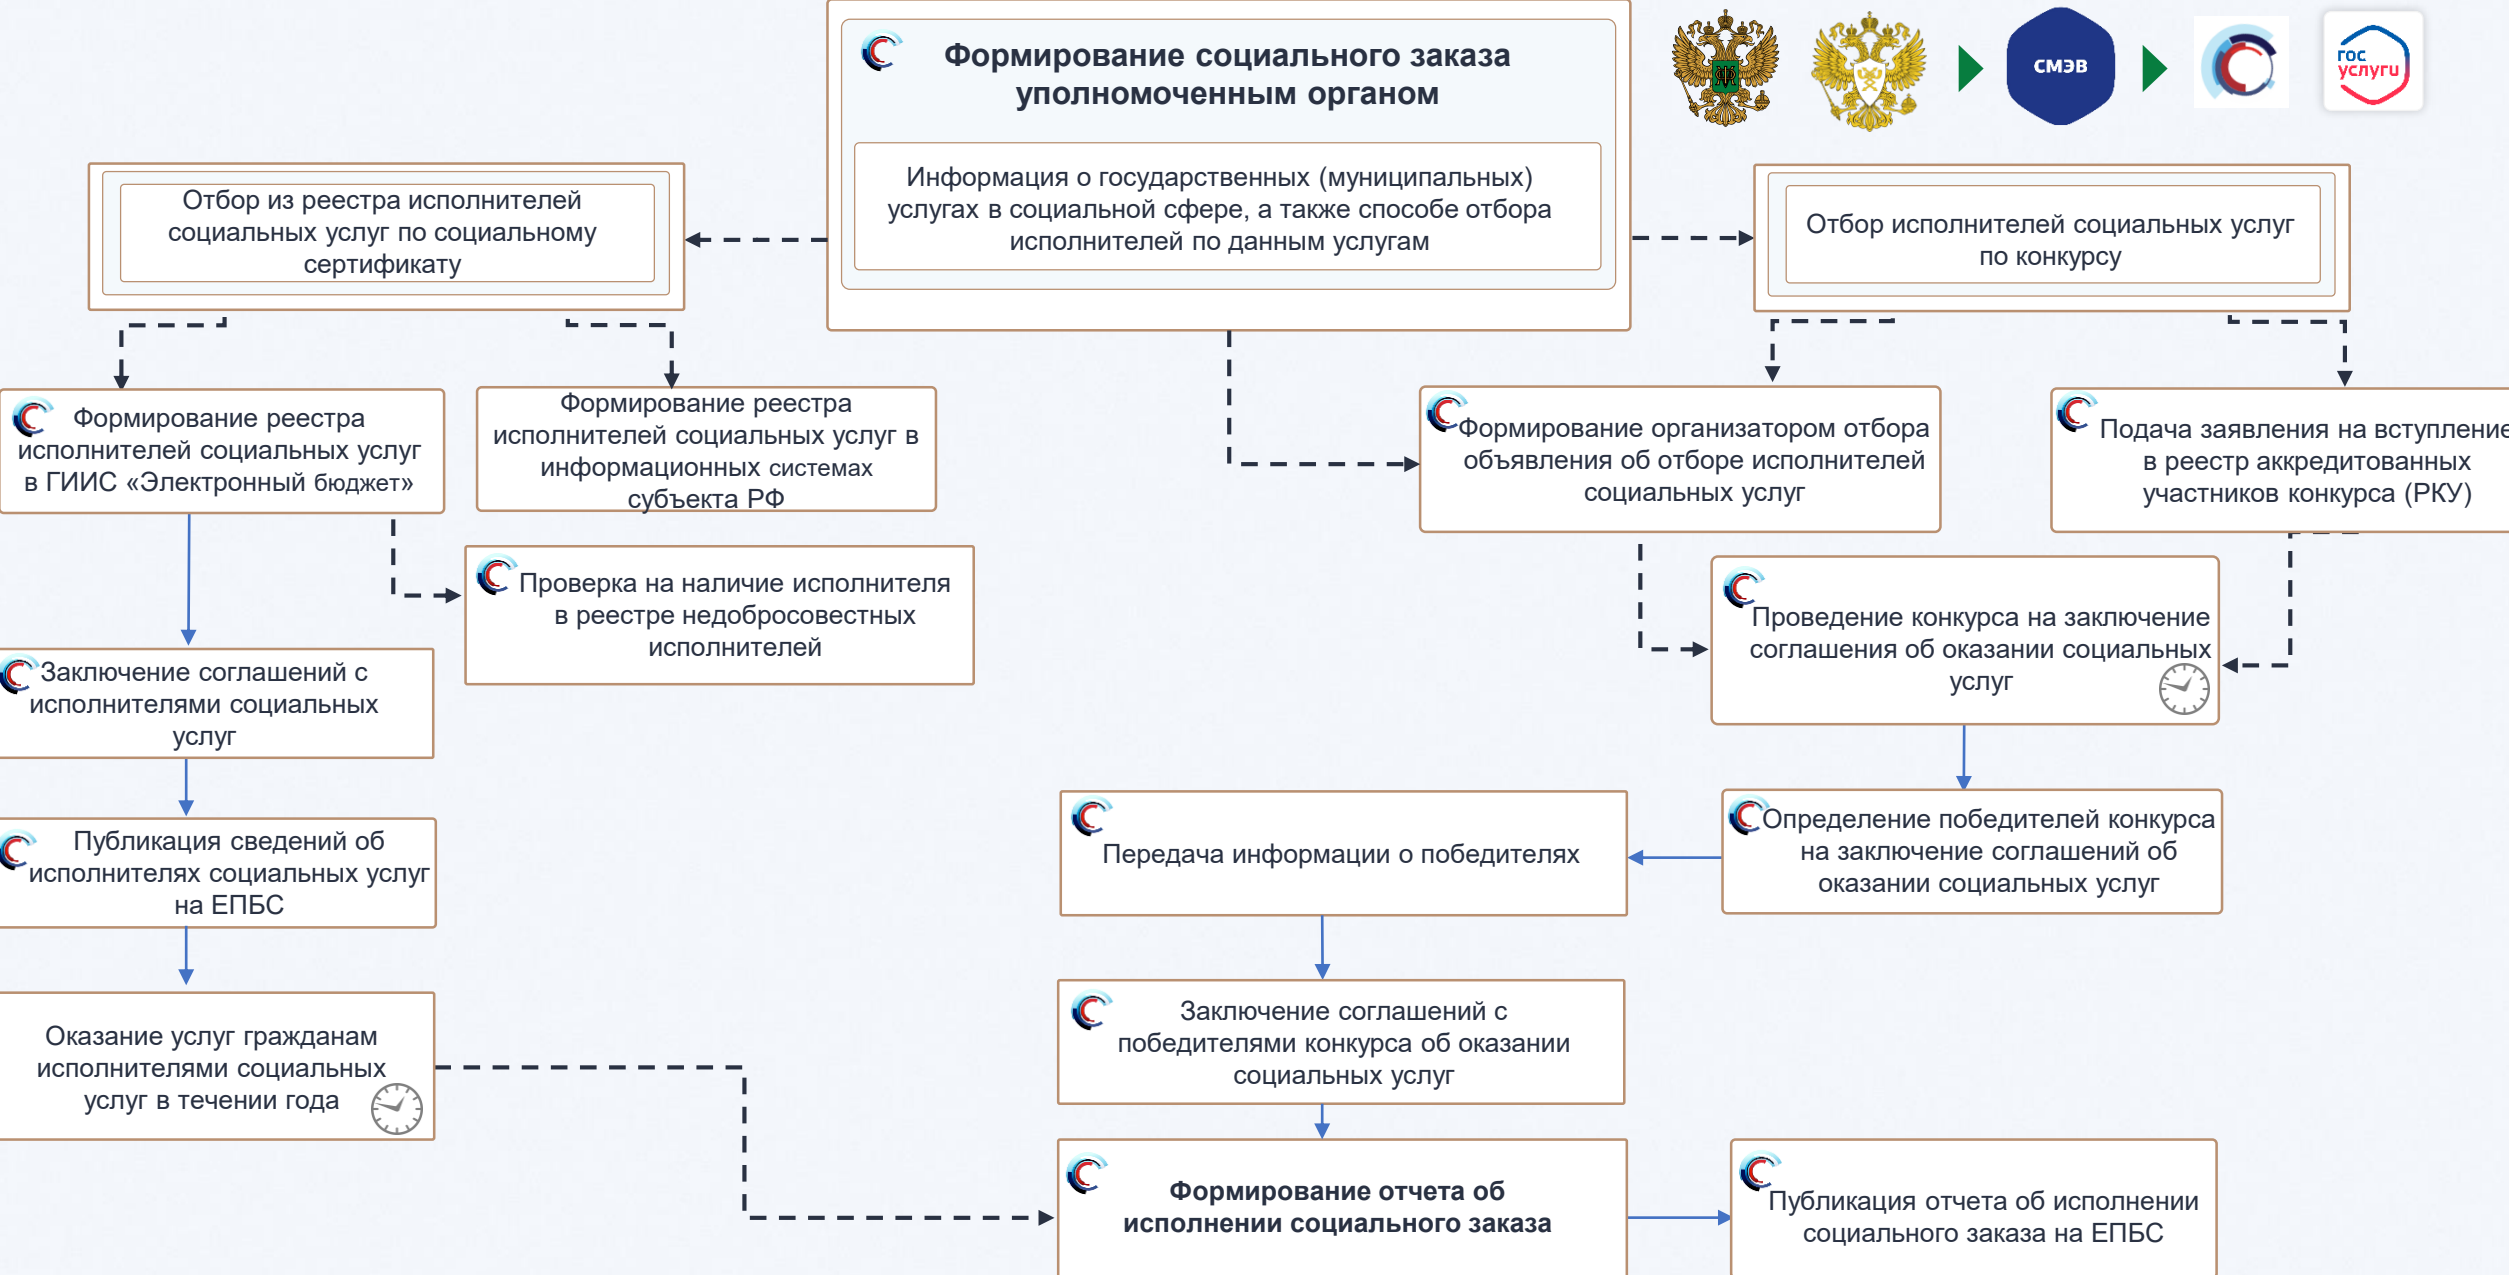 Формирование социального заказа
уполномоченным органом
Информация о государственных (муниципальных)
услугах в социальной сфере, а также способе отбора
исполнителей по данным услугам
СМЭВ
гос
услуги
Отбор из реестра исполнителей
социальных услуг по социальному
сертификату
Отбор исполнителей социальных услуг
по конкурсу
Формирование реестра
исполнителей социальных услуг
в ГИИС «Электронный бюджет»
Формирование реестра
исполнителей социальных услуг в
информационных системах
субъекта РФ
Формирование организатором отбора
объявления об отборе исполнителей
социальных услуг
Подача заявления на вступление
в реестр аккредитованных
участников конкурса (РКУ)
Проверка на наличие исполнителя
в реестре недобросовестных
исполнителей
Проведение конкурса на заключение
соглашения об оказании социальных
услуг
Заключение соглашений с
исполнителями социальных
услуг
Публикация сведений об
исполнителях социальных услуг
на ЕПБС
Передача информации о победителях
Определение победителей конкурса
на заключение соглашений об
оказании социальных услуг
Оказание услуг гражданам
исполнителями социальных
услуг в течении года
Заключение соглашений с
победителями конкурса об оказании
социальных услуг
Формирование отчета об
исполнении социального заказа
Публикация отчета об исполнении
социального заказа на ЕПБС